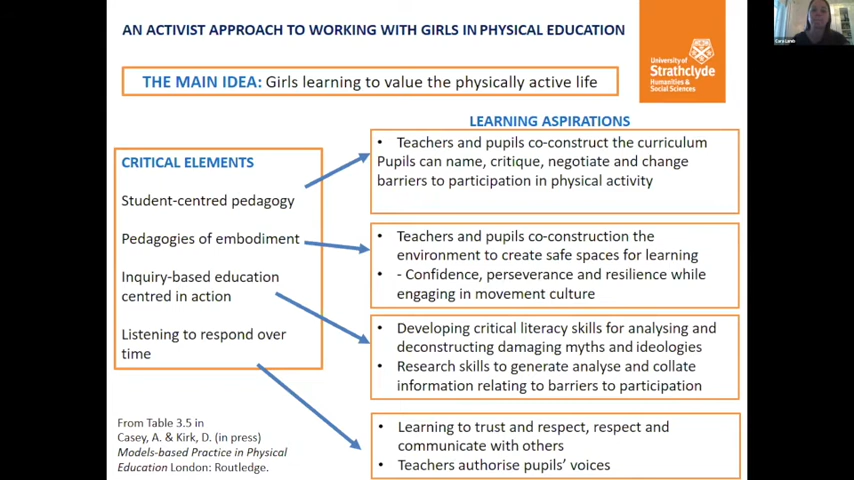 AN ACTIVIST APPROACH TO WORKING WITH GIRLS IN PHYSICAL EDUCATION
University of
Strathclyde
Humanities &
Social Sciences
THE MAIN IDEA: Girls learning to value the physically active life
LEARNING ASPIRATIONS
CRITICAL ELEMENTS
Student-centred pedagogy
Pedagogies of embodiment
Inquiry-based education
centred in action
Listening to respond over
time
• Teachers and pupils co-construct the curriculum
Pupils can name, critique, negotiate and change
barriers to participation in physical activity
• Teachers and pupils co-construction the
environment to create safe spaces for learning
• - Confidence, perseverance and resilience while
engaging in movement culture
• Developing critical literacy skills for analysing and
deconstructing damaging myths and ideologies
• Research skills to generate analyse and collate
information relating to barriers to participation
• Learning to trust and respect, respect and
communicate with others
• Teachers authorise pupils' voices
From Table 3.5 in
Casey, A. & Kirk, D. (in press)
Models-based Practice in Physical
Education London: Routledge.